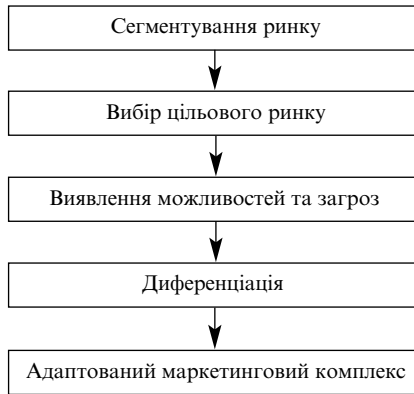 Сегментування ринку
Вибір цільового ринку
Виявлення можливостей та загроз
Диференціація
Адаптований маркетинговий комплекс